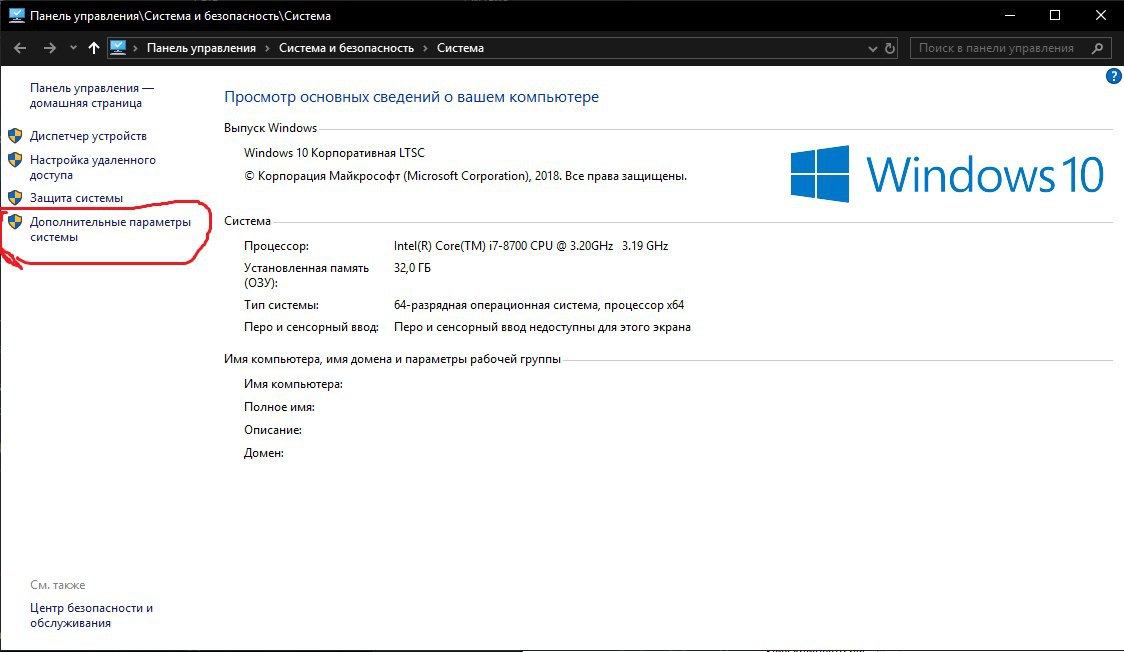 Панель управления\Система и безопасность\Система
Панель управления > Система и безопасность > Система
Поиск в панели управления
Панель управления —
домашняя страница
Диспетчер устройств
Настройка удаленного
доступа
Защита системы
Дополнительные параметры
системы
См. также
Центр безопасности и
обслуживания
?
Просмотр основных сведений о вашем компьютере
Выпуск Windows
Windows 10 Корпоративная LTSC
© Корпорация Майкрософт (Microsoft Corporation), 2018. Все права защищены.
Windows 10
Система
Процессор: Intel(R) Core(TM) i7-8700 CPU @ 3.20GHz 3.19 GHz
Установленная память 32,0 ГБ
(ОЗУ):
Тип системы: 64-разрядная операционная система, процессор x64
Перо и сенсорный ввод: Перо и сенсорный ввод недоступны для этого экрана
Имя компьютера, имя домена и параметры рабочей группы
Имя компьютера:
Полное имя:
Описание:
Домен: